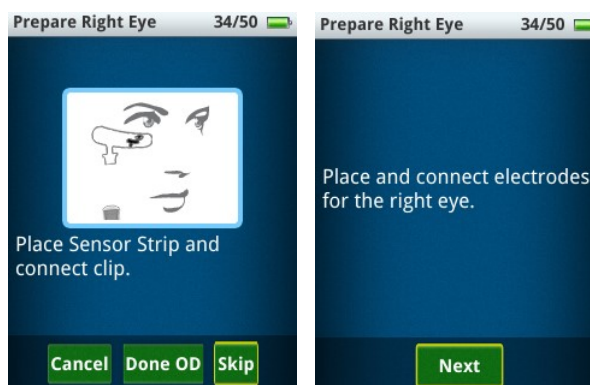 Prepare Right Eye 34/50
Place Sensor Strip and
connect clip.
Cancel Done OD Skip
Prepare Right Eye 34/50
Place and connect electrodes
for the right eye.
Next